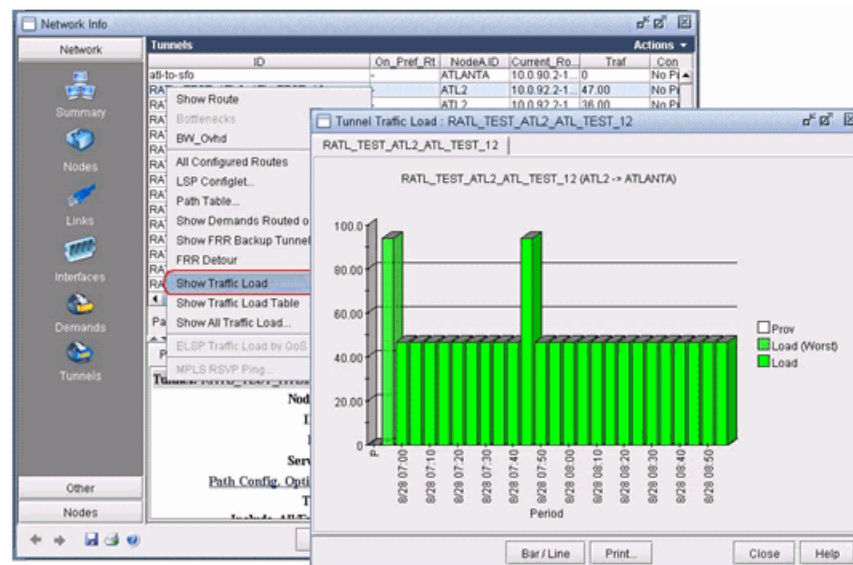 Network Info
Network
Summary
Nodes
Links
Interfaces
Demands
Tunnels
Other
Nodes
Tunnels
Actions
ID On_Pref_Rt NodeA.ID Current_Ro... Traf Con
atl-to-sfo - ATLANTA 10.0.90.2-1... 0 No P
ATL2 10.0.92.2-1... 47.00 No P
ATL2 10.0.92.2-1 36.00 No P
Show Route
Bottlenecks
BW_Ovhd
All Configured Routes
LSP Configlet...
Path Table...
Show Demands Routed o
Show FRR Backup Tunnel
FRR Detour
Show Traffic Load
Show Traffic Load Table
Show All Traffic Load...
ELSP Traffic Load by QoS
MPLS RSVP Ping...
Nod
Serv
Path Config. Opti
Tunnel Traffic Load : RATL_TEST_ATL2_ATL_TEST_12
RATL_TEST_ATL2_ATL_TEST_12
RATL_TEST_ATL2_ATL_TEST_12 (ATL2 -> ATLANTA)
100.0
80.00
60.00
40.00
20.00
0
P.
8/28 07:00
8/28 07:10
8/28 07:20
8/28 07:30
8/28 07:40
8/28 07:50
8/28 08:00
8/28 08:10
8/28 08:20
8/28 08:30
8/28 08:40
8/28 08:50
Period
Prov
Load (Worst)
Load
Bar / Line
Print...
Close
Help